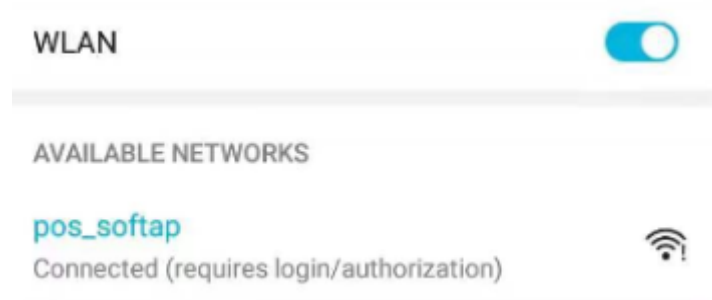 WLAN
AVAILABLE NETWORKS
pos_softap
Connected (requires login/authorization)